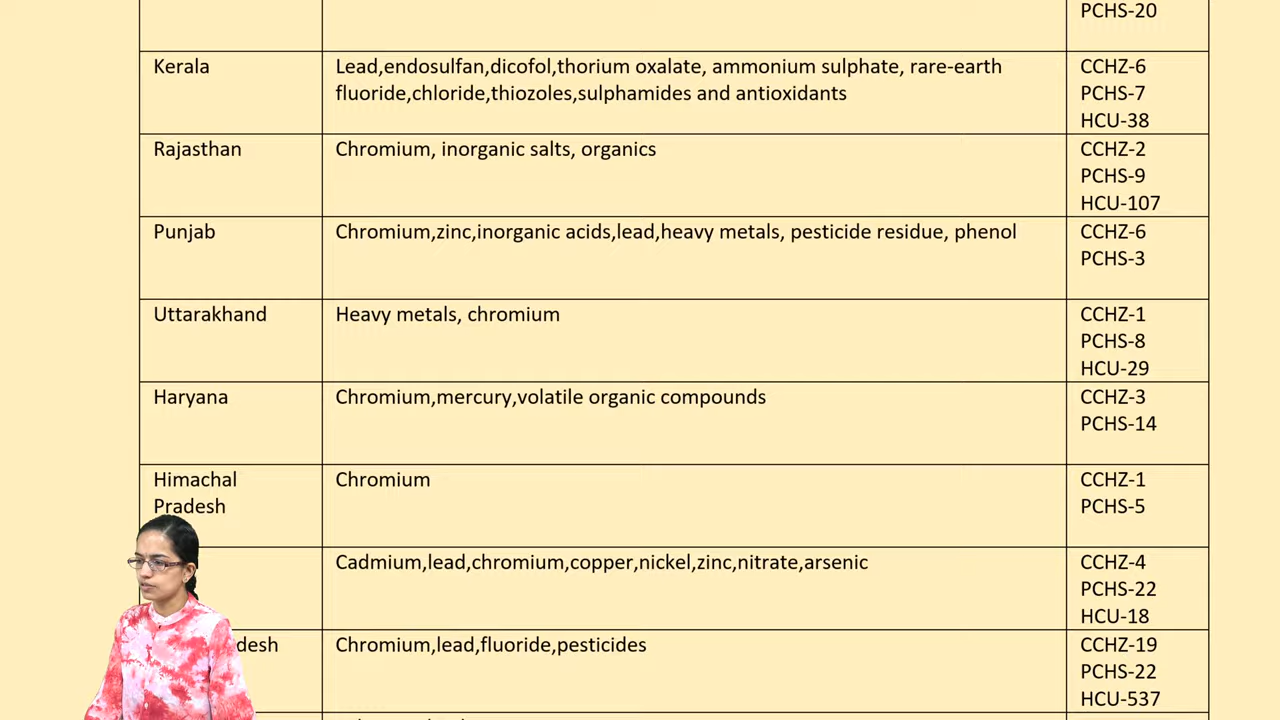 PCHS-20
Kerala
Lead,endosulfan,dicofol,thorium oxalate, ammonium sulphate, rare-earth
fluoride,chloride,thiozoles,sulphamides and antioxidants
CCHZ-6
PCHS-7
HCU-38
Rajasthan
Chromium, inorganic salts, organics
CCHZ-2
PCHS-9
HCU-107
Punjab
Chromium,zinc,inorganic acids,lead,heavy metals, pesticide residue, phenol
CCHZ-6
PCHS-3
Uttarakhand
Heavy metals, chromium
CCHZ-1
PCHS-8
HCU-29
Haryana
Chromium,mercury,volatile organic compounds
CCHZ-3
PCHS-14
Himachal
Pradesh
Chromium
CCHZ-1
PCHS-5
Cadmium,lead,chromium,copper,nickel,zinc,nitrate,arsenic
CCHZ-4
PCHS-22
HCU-18
desh
Chromium,lead,fluoride,pesticides
CCHZ-19
PCHS-22
HCU-537